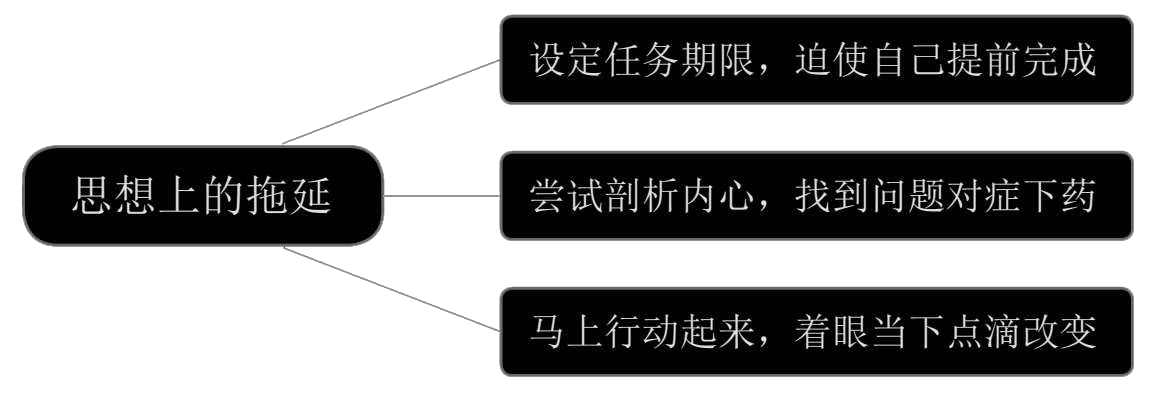 设定任务期限，迫使自己提前完成
思想上的拖延
尝试剖析内心，找到问题对症下药
马上行动起来，着眼当下点滴改变